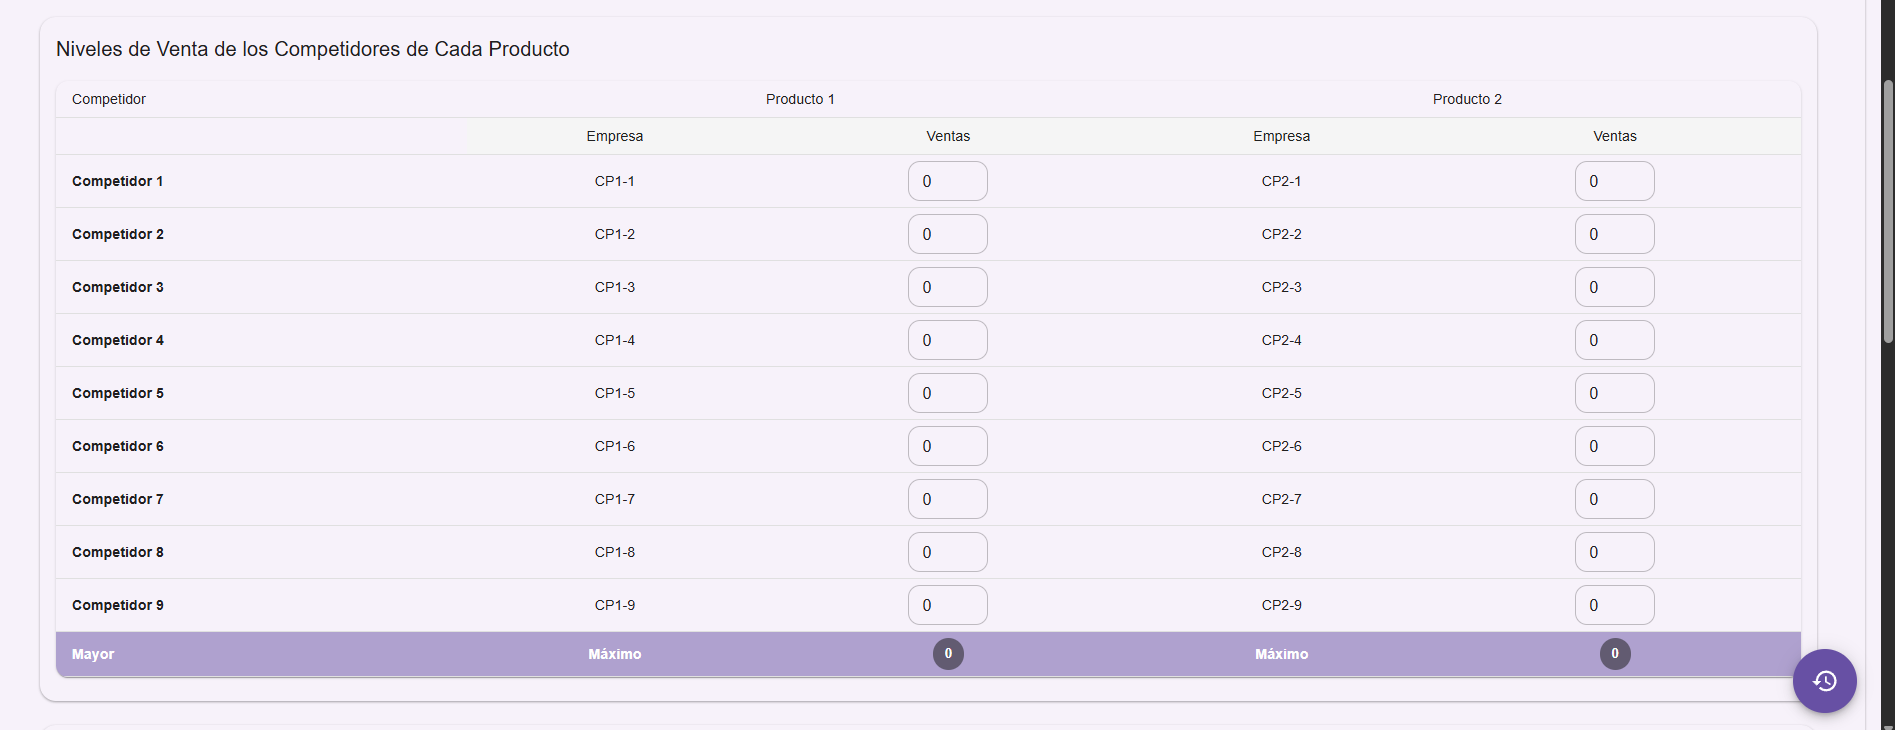 Niveles de Venta de los Competidores de Cada Producto
Competidor Producto 1 Producto 2
Empresa Ventas Empresa Ventas
Competidor 1 CP1-1 0 CP2-1 0
Competidor 2 CP1-2 0 CP2-2 0
Competidor 3 CP1-3 0 CP2-3 0
Competidor 4 CP1-4 0 CP2-4 0
Competidor 5 CP1-5 0 CP2-5 0
Competidor 6 CP1-6 0 CP2-6 0
Competidor 7 CP1-7 0 CP2-7 0
Competidor 8 CP1-8 0 CP2-8 0
Competidor 9 CP1-9 0 CP2-9 0
Mayor Máximo 0 Máximo 0